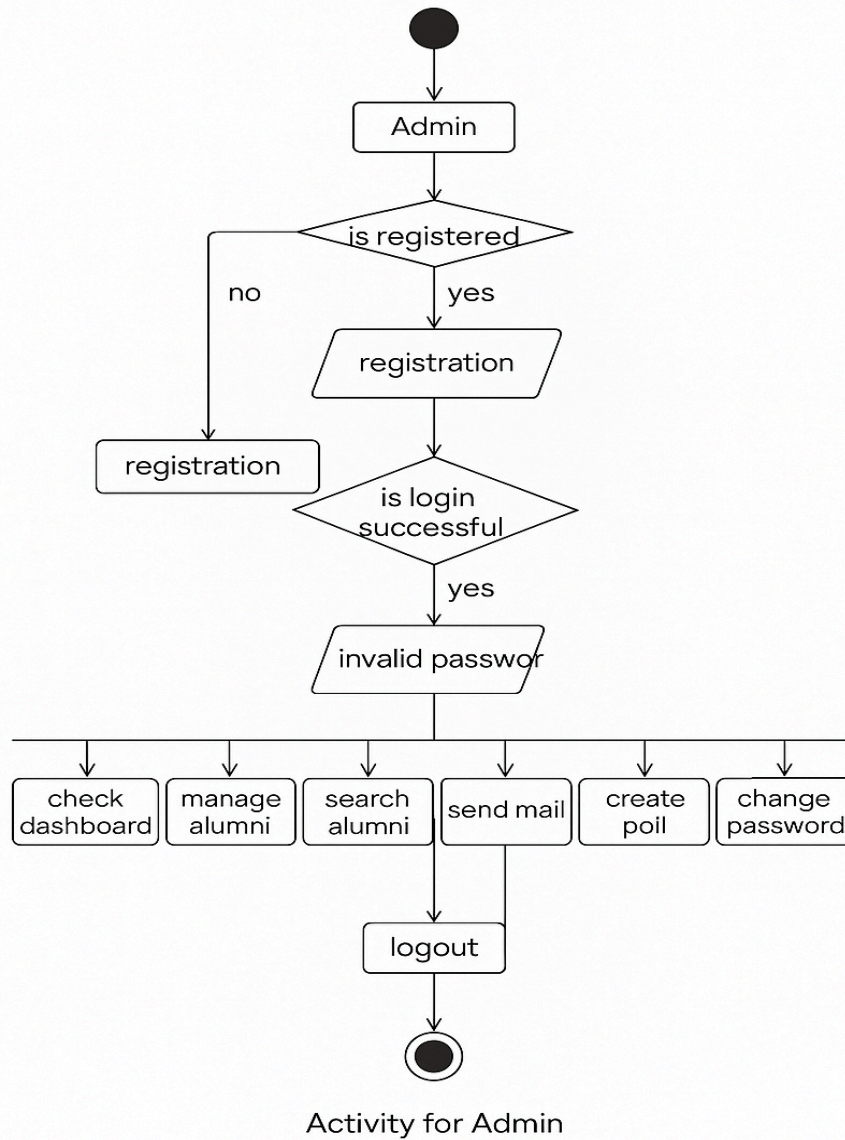 Admin
is registered
no
yes
registration
registration
is login
successful
yes
invalid passwor
check
dashboard
manage
alumni
search
alumni
send mail
create
poil
change
password
logout
Activity for Admin